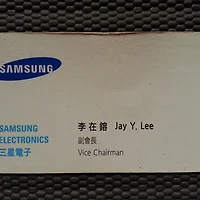 SAMSUNG
SAMSUNG
ELECTRONICS
三星電子
李在鎔 Jay Y. Lee
副會長
Vice Chairman